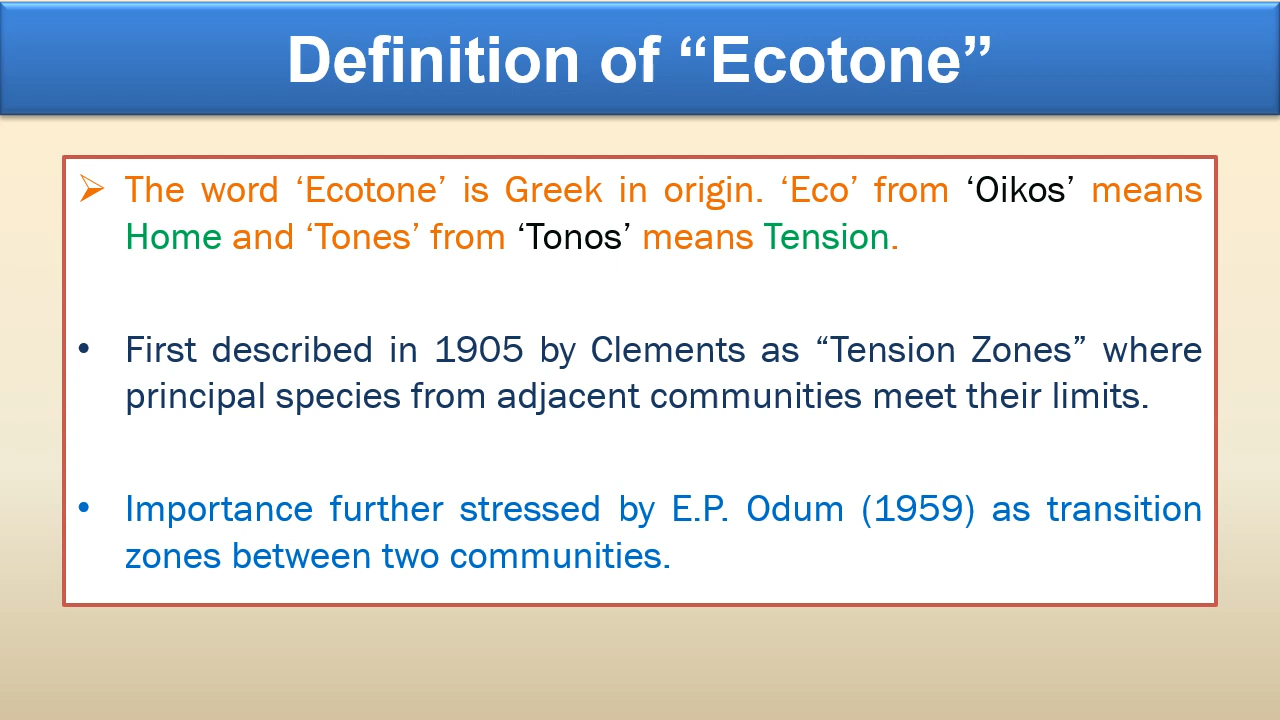 Definition of “Ecotone”
➢ The word ‘Ecotone’ is Greek in origin. ‘Eco’ from ‘Oikos’ means
Home and ‘Tones’ from ‘Tonos’ means Tension.
• First described in 1905 by Clements as “Tension Zones” where
principal species from adjacent communities meet their limits.
• Importance further stressed by E.P. Odum (1959) as transition
zones between two communities.